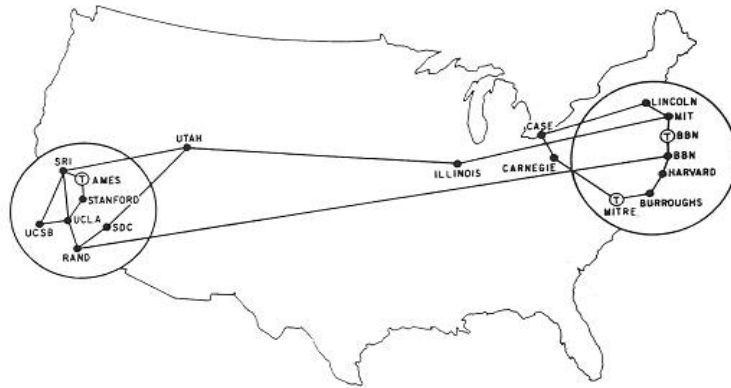 SRI
UTAH
T AMES
STANFORD
UCSB
UCLA
SDC
RAND
ILLINOIS
CASE
CARNEGIE
LINCOLN
MIT
T BBN
BBN
HARVARD
BURROUGHS
T
MITRE